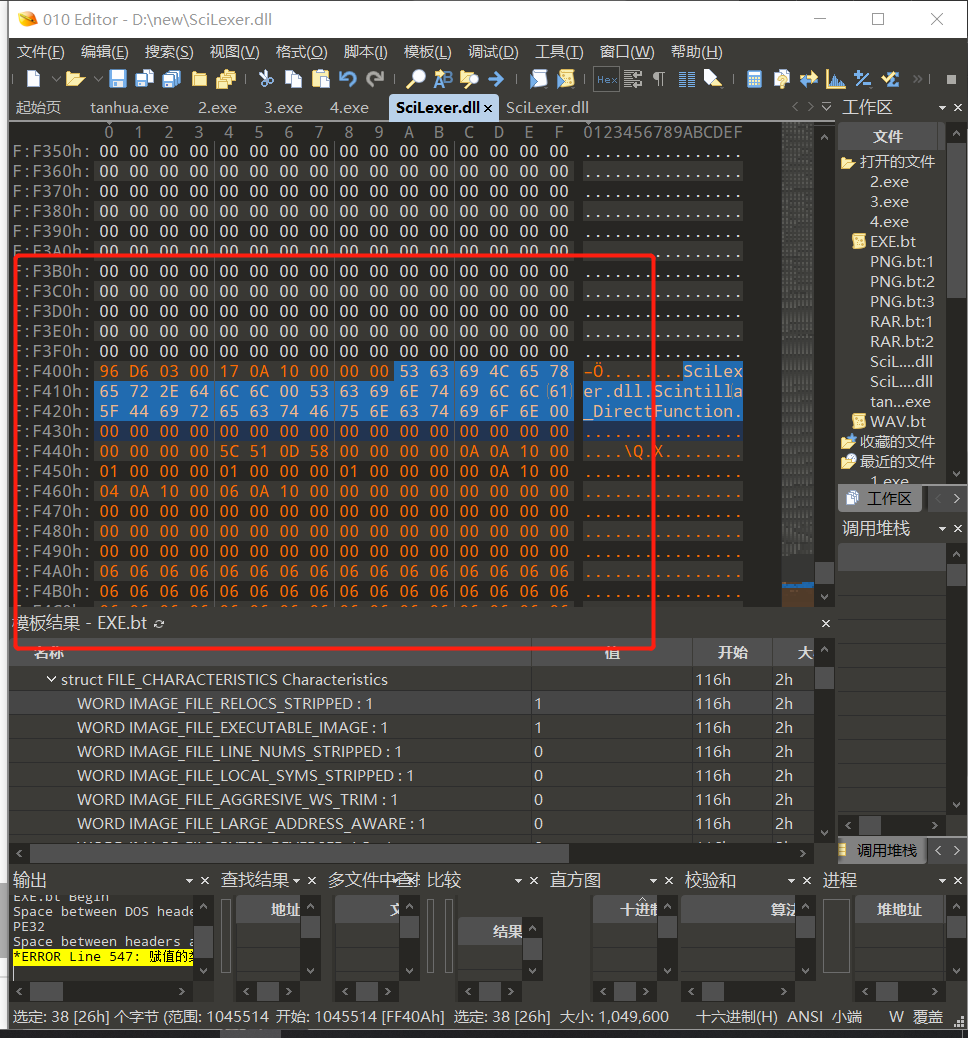 010 Editor - D:\new\SciLexer.dll
文件(F) 编辑(E) 搜索(S) 视图(V) 格式(O) 脚本(I) 模板(L) 调试(D) 工具(T) 窗口(W) 帮助(H)
起始页 tanhua.exe 2.exe 3.exe 4.exe SciLexer.dll SciLexer.dll
0 1 2 3 4 5 6 7 8 9 A B C D E F 0123456789ABCDEF
F:F350h: 00 00 00 00 00 00 00 00 00 00 00 00 00 00 00 00 ................
F:F360h: 00 00 00 00 00 00 00 00 00 00 00 00 00 00 00 00 ................
F:F370h: 00 00 00 00 00 00 00 00 00 00 00 00 00 00 00 00 ................
F:F380h: 00 00 00 00 00 00 00 00 00 00 00 00 00 00 00 00 ................
F:F390h: 00 00 00 00 00 00 00 00 00 00 00 00 00 00 00 00 ................
F:F3A0h: 00 00 00 00 00 00 00 00 00 00 00 00 00 00 00 00 ................
F:F3B0h: 00 00 00 00 00 00 00 00 00 00 00 00 00 00 00 00 ................
F:F3C0h: 00 00 00 00 00 00 00 00 00 00 00 00 00 00 00 00 ................
F:F3D0h: 00 00 00 00 00 00 00 00 00 00 00 00 00 00 00 00 ................
F:F3E0h: 00 00 00 00 00 00 00 00 00 00 00 00 00 00 00 00 ................
F:F3F0h: 00 00 00 00 00 00 00 00 00 00 00 00 00 00 00 00 ................
F:F400h: 96 D6 03 00 17 0A 10 00 00 00 53 63 69 4C 65 78 –Ö........SciLex
F:F410h: 65 72 2E 64 6C 6C 00 53 63 69 6E 74 69 6C 6C 61 er.dll.Scintilla
F:F420h: 5F 44 69 72 65 63 74 46 75 6E 63 74 69 6F 6E 00 _DirectFunction.
F:F430h: 00 00 00 00 00 00 00 00 00 00 00 00 00 00 00 00 ................
F:F440h: 00 00 00 00 5C 51 0D 58 00 00 00 00 0A 0A 10 00 ....\Q.X........
F:F450h: 01 00 00 00 01 00 00 00 01 00 00 00 00 0A 10 00 ................
F:F460h: 04 0A 10 00 06 0A 10 00 00 00 00 00 00 00 00 00 ................
F:F470h: 00 00 00 00 00 00 00 00 00 00 00 00 00 00 00 00 ................
F:F480h: 00 00 00 00 00 00 00 00 00 00 00 00 00 00 00 00 ................
F:F490h: 00 00 00 00 00 00 00 00 00 00 00 00 00 00 00 00 ................
F:F4A0h: 06 06 06 06 06 06 06 06 06 06 06 06 06 06 06 06 ................
F:F4B0h: 06 06 06 06 06 06 06 06 06 06 06 06 06 06 06 06 ................
工作区
文件
打开的文件
2.exe
3.exe
4.exe
EXE.bt
PNG.bt:1
PNG.bt:2
PNG.bt:3
RAR.bt:1
RAR.bt:2
SciL....dll
SciL....dll
tan...exe
WAV.bt
收藏的文件
最近的文件
1.exe
工作区
调用堆栈
调用堆栈
模板结果 - EXE.bt
名称 值 开始 大
struct FILE_CHARACTERISTICS Characteristics 116h 2h
WORD IMAGE_FILE_RELOCS_STRIPPED : 1 1 116h 2h
WORD IMAGE_FILE_EXECUTABLE_IMAGE : 1 1 116h 2h
WORD IMAGE_FILE_LINE_NUMS_STRIPPED : 1 0 116h 2h
WORD IMAGE_FILE_LOCAL_SYMS_STRIPPED : 1 0 116h 2h
WORD IMAGE_FILE_AGGRESIVE_WS_TRIM : 1 0 116h 2h
WORD IMAGE_FILE_LARGE_ADDRESS_AWARE : 1 0 116h 2h
输出 查找结果 多文件中查 比较 直方图 校验和 进程
EXE.bt Begin
Space between DOS heade
PE32
Space between headers a
*ERROR Line 547: 赋值的
地址 文 结果 十进制 算法 堆地址
选定: 38 [26h] 个字节 (范围: 1045514 开始: 1045514 [FF40Ah] 选定: 38 [26h] 大小: 1,049,600 十六进制(H) ANSI 小端 W 覆盖